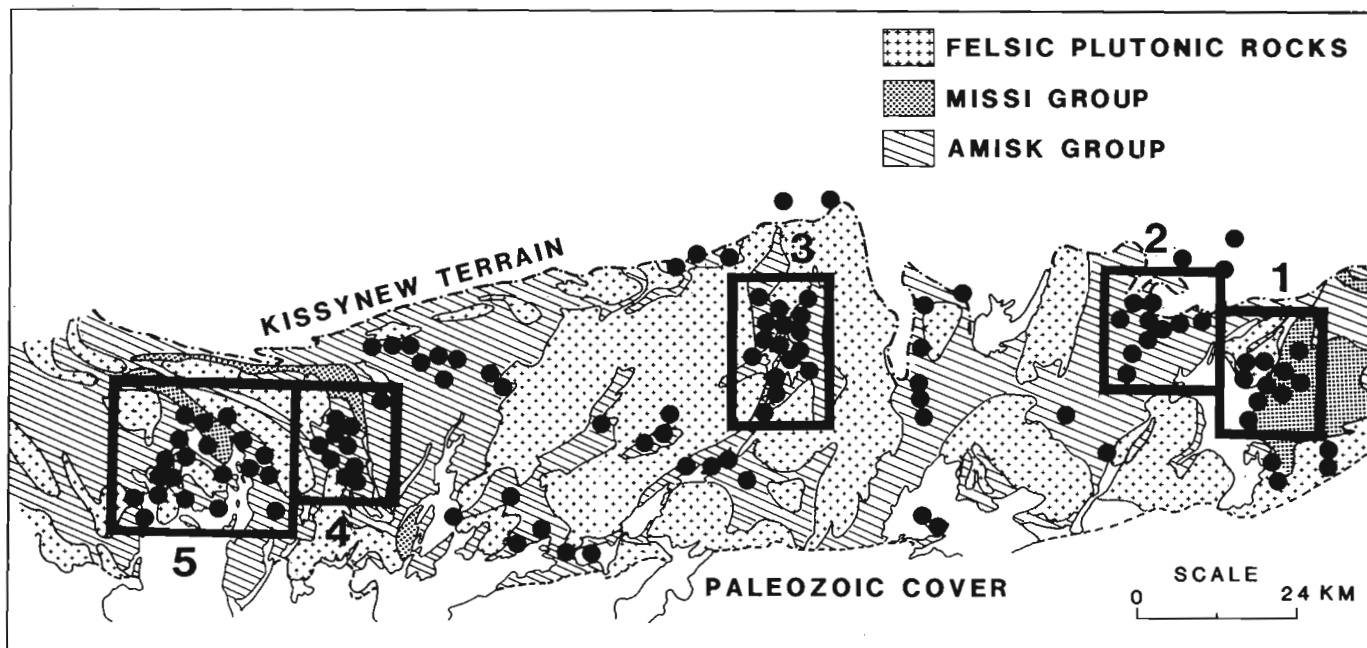 FELSIC PLUTONIC ROCKS
MISSI GROUP
AMISK GROUP
KISSYNEW TERRAIN
3
2
1
5
4
PALEOZOIC COVER
SCALE
0 24 KM